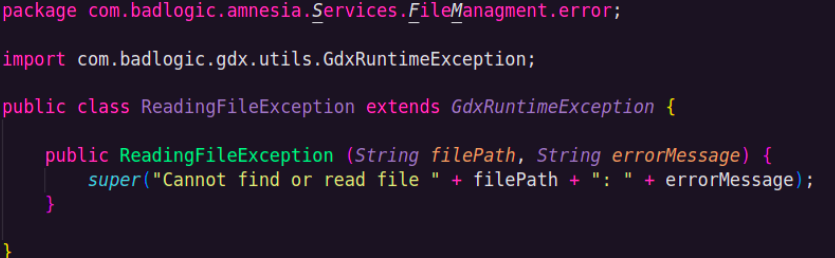 package com.badlogic.amnesia.Services.FileManagment.error;
import com.badlogic.gdx.utils.GdxRuntimeException;
public class ReadingFileException extends GdxRuntimeException {
public ReadingFileException (String filePath, String errorMessage) {
super("Cannot find or read file " + filePath + ": " + errorMessage);
}
}